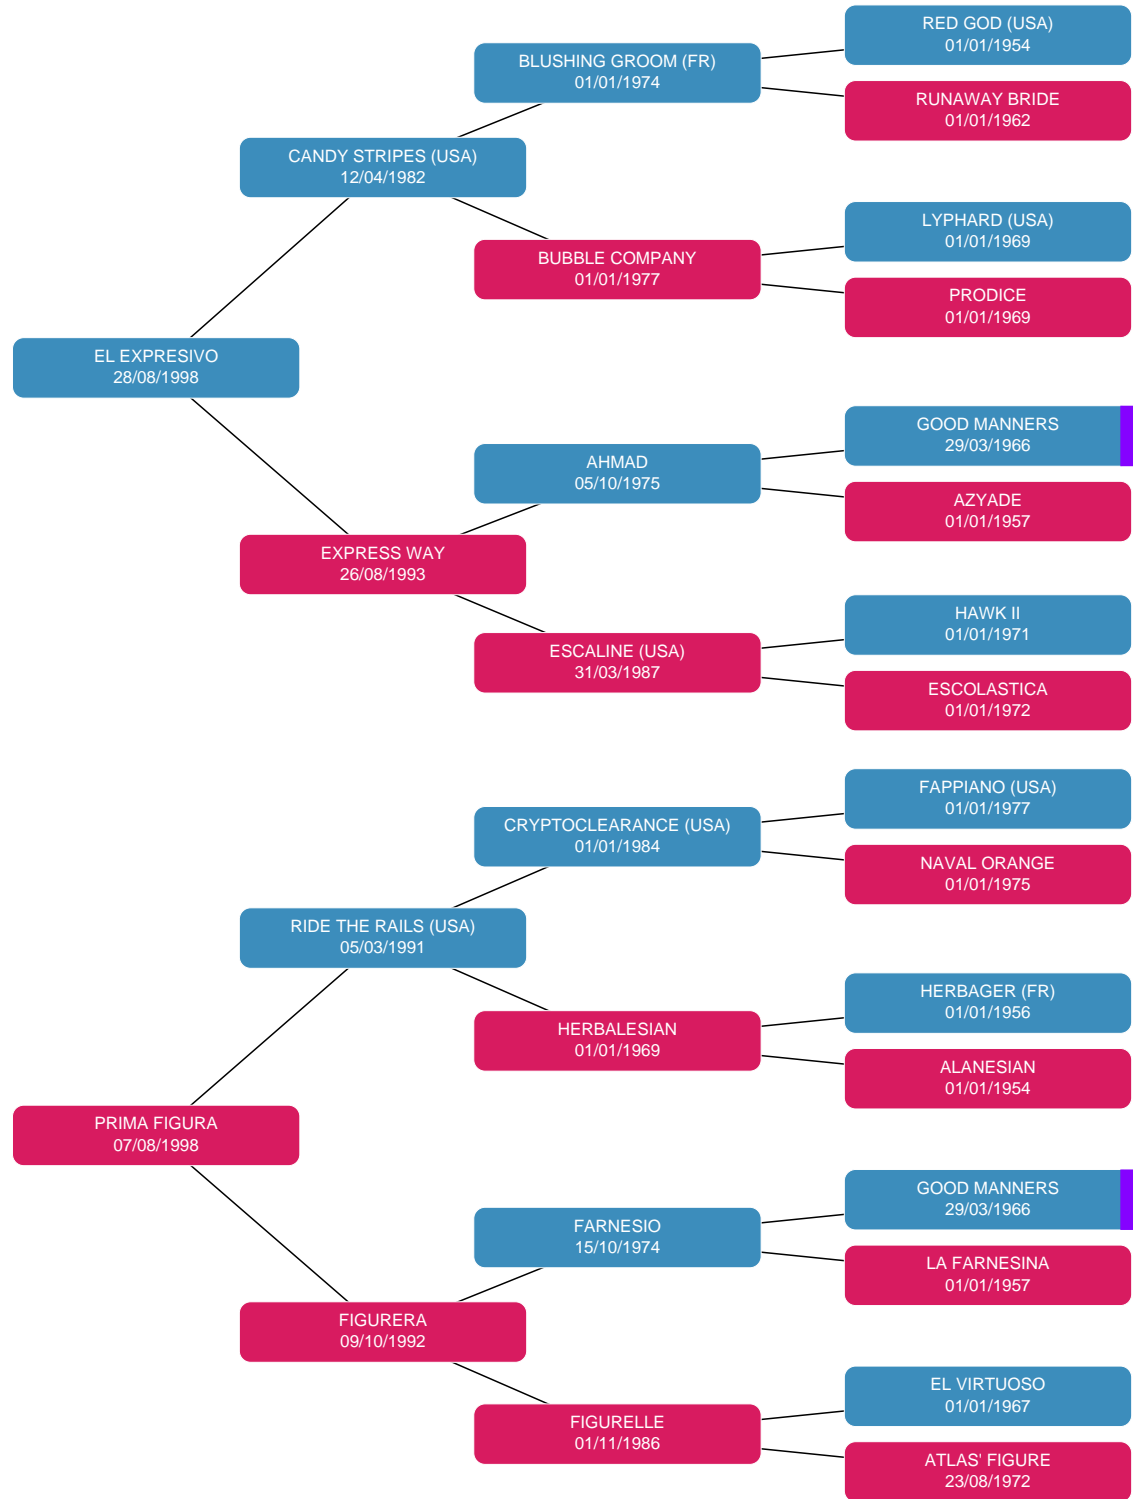 RED GOD (USA)
01/01/1954
BLUSHING GROOM (FR)
01/01/1974
RUNAWAY BRIDE
01/01/1962
CANDY STRIPES (USA)
12/04/1982
LYPHARD (USA)
01/01/1969
BUBBLE COMPANY
01/01/1977
PRODICE
01/01/1969
EL EXPRESIVO
28/08/1998
GOOD MANNERS
29/03/1966
AHMAD
05/10/1975
AZYADE
01/01/1957
EXPRESS WAY
26/08/1993
HAWK II
01/01/1971
ESCALINE (USA)
31/03/1987
ESCOLASTICA
01/01/1972
FAPPIANO (USA)
01/01/1977
CRYPTOCLEARANCE (USA)
01/01/1984
NAVAL ORANGE
01/01/1975
RIDE THE RAILS (USA)
05/03/1991
HERBAGER (FR)
01/01/1956
HERBALESIAN
01/01/1969
ALANESIAN
01/01/1954
PRIMA FIGURA
07/08/1998
GOOD MANNERS
29/03/1966
FARNESIO
15/10/1974
LA FARNESINA
01/01/1957
FIGURERA
09/10/1992
EL VIRTUOSO
01/01/1967
FIGURELLE
01/11/1986
ATLAS' FIGURE
23/08/1972